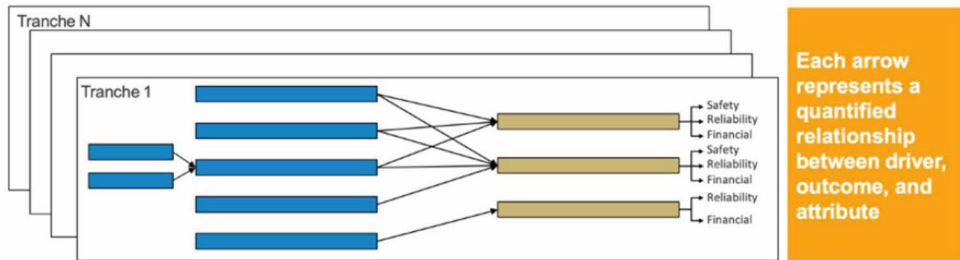 Tranche N
Tranche 1
Safety
Reliability
Financial
Safety
Reliability
Financial
Reliability
Financial
Each arrow
represents a
quantified
relationship
between driver,
outcome, and
attribute